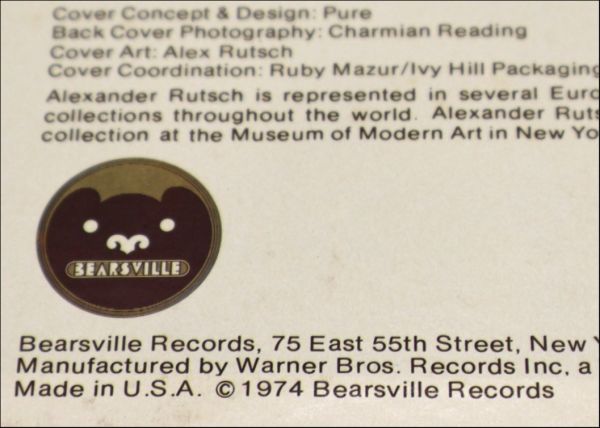 Cover Concept & Design: Pure
Back Cover Photography: Charmian Reading
Cover Art: Alex Rutsch
Cover Coordination: Ruby Mazur/Ivy Hill Packaging
Alexander Rutsch is represented in several Euro
collections throughout the world. Alexander Ruts
collection at the Museum of Modern Art in New Yo
BEARSVILLE
Bearsville Records, 75 East 55th Street, New Y
Manufactured by Warner Bros. Records Inc, a
Made in U.S.A. © 1974 Bearsville Records